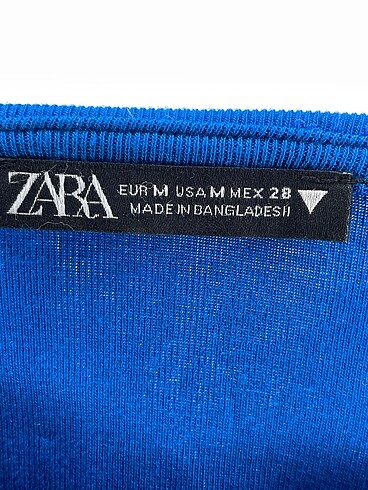 ZARA
EUR M USA M MEX 28
MADE IN BANGLADESH